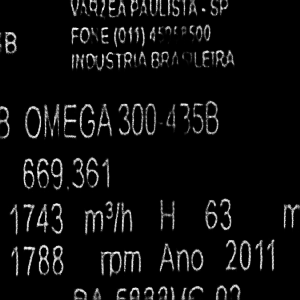 VARZEA PAULISTA - SP
FONE (011)
INDUSTRIA BRASILEIRA
B OMEGA 300-435B
669.361
1743 m³/h H 63 m
1788 rpm Ano 2011